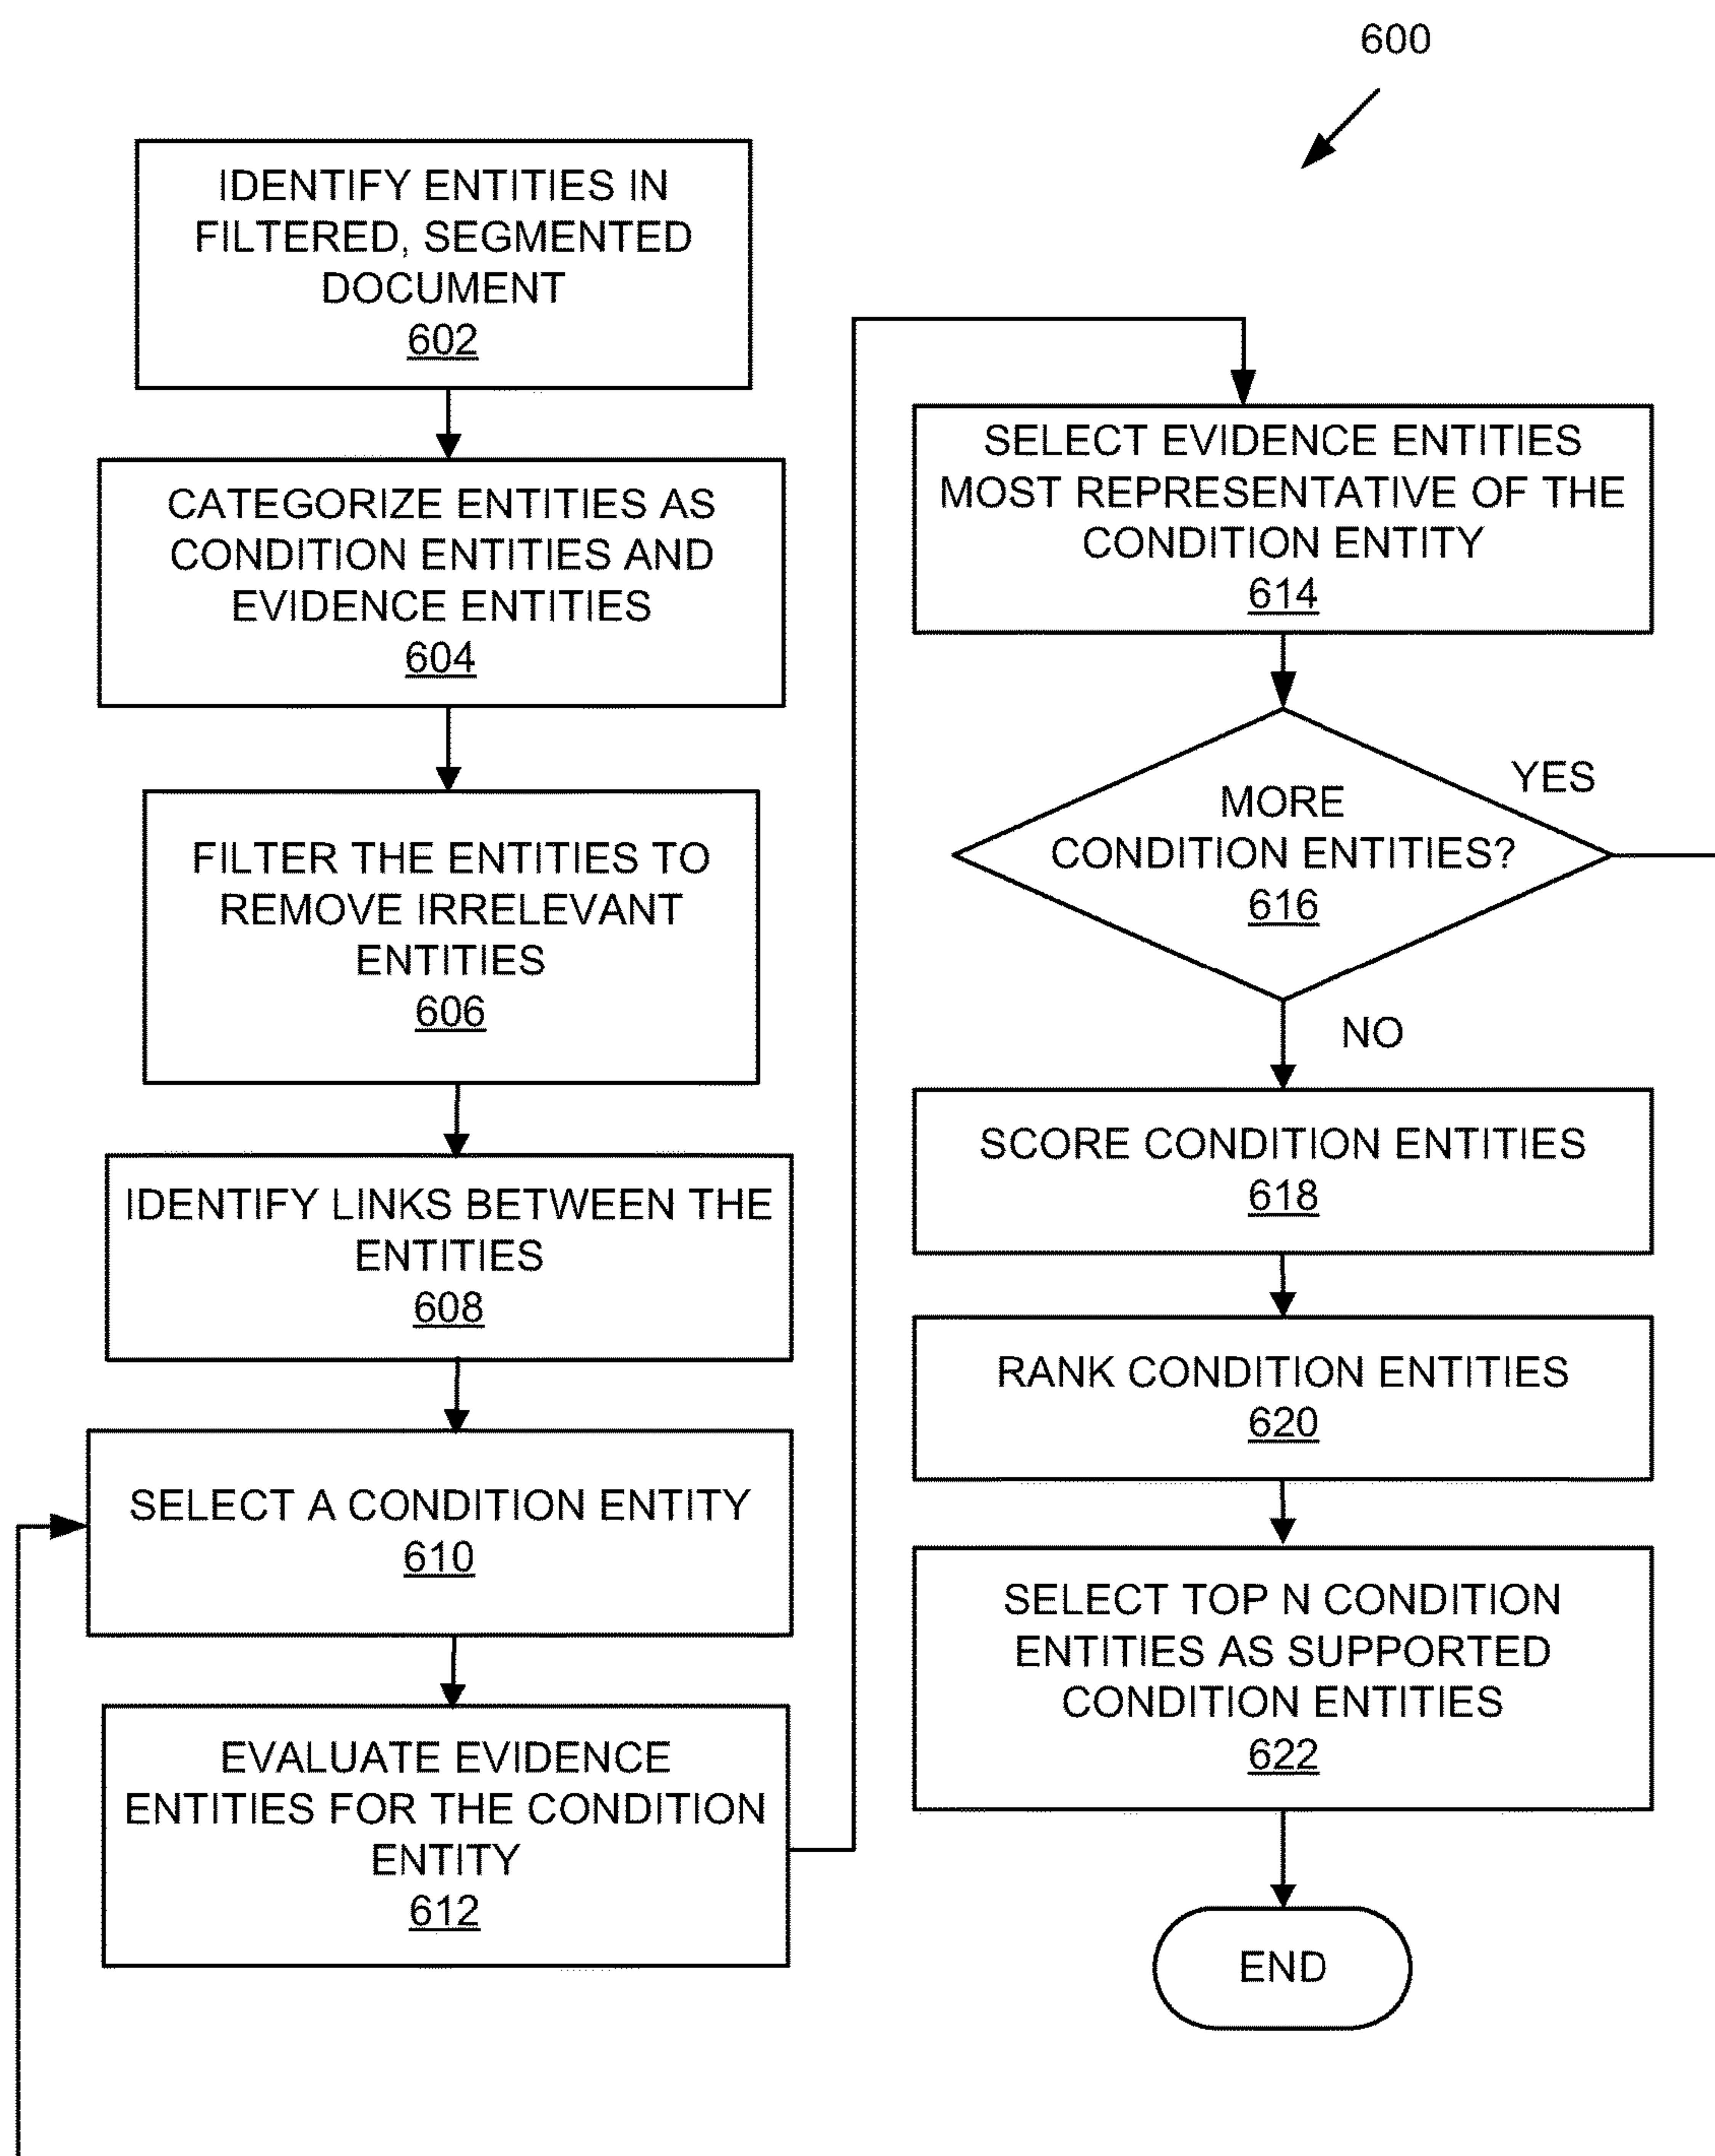 600
IDENTIFY ENTITIES IN
FILTERED, SEGMENTED
DOCUMENT
602
CATEGORIZE ENTITIES AS
CONDITION ENTITIES AND
EVIDENCE ENTITIES
604
FILTER THE ENTITIES TO
REMOVE IRRELEVANT
ENTITIES
606
IDENTIFY LINKS BETWEEN THE
ENTITIES
608
SELECT A CONDITION ENTITY
610
EVALUATE EVIDENCE
ENTITIES FOR THE CONDITION
ENTITY
612
SELECT EVIDENCE ENTITIES
MOST REPRESENTATIVE OF THE
CONDITION ENTITY
614
MORE
CONDITION ENTITIES?
616
YES
NO
SCORE CONDITION ENTITIES
618
RANK CONDITION ENTITIES
620
SELECT TOP N CONDITION
ENTITIES AS SUPPORTED
CONDITION ENTITIES
622
END